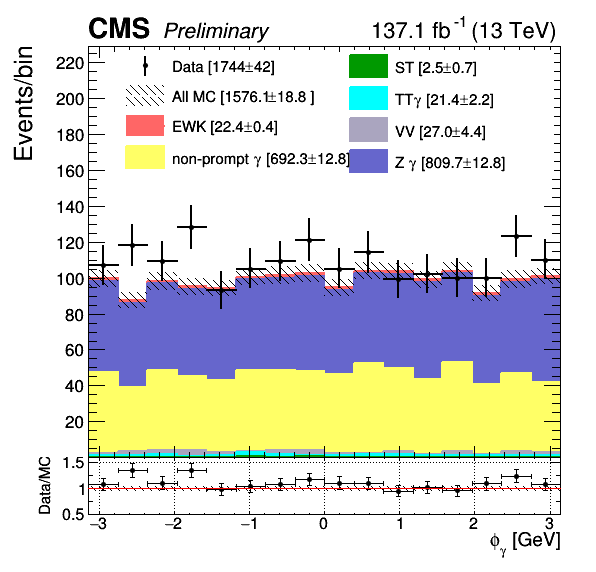 CMS Preliminary 137.1 fb⁻¹ (13 TeV)
Events/bin
220
200
180
160
140
120
100
80
60
40
20
Data [1744±42]
All MC [1576.1±18.8 ]
EWK [22.4±0.4]
non-prompt γ [692.3±12.8]
ST [2.5±0.7]
TTγ [21.4±2.2]
VV [27.0±4.4]
Z γ [809.7±12.8]
Data/MC
1.5
1
0.5
−3 −2 −1 0 1 2 3
ϕγ [GeV]